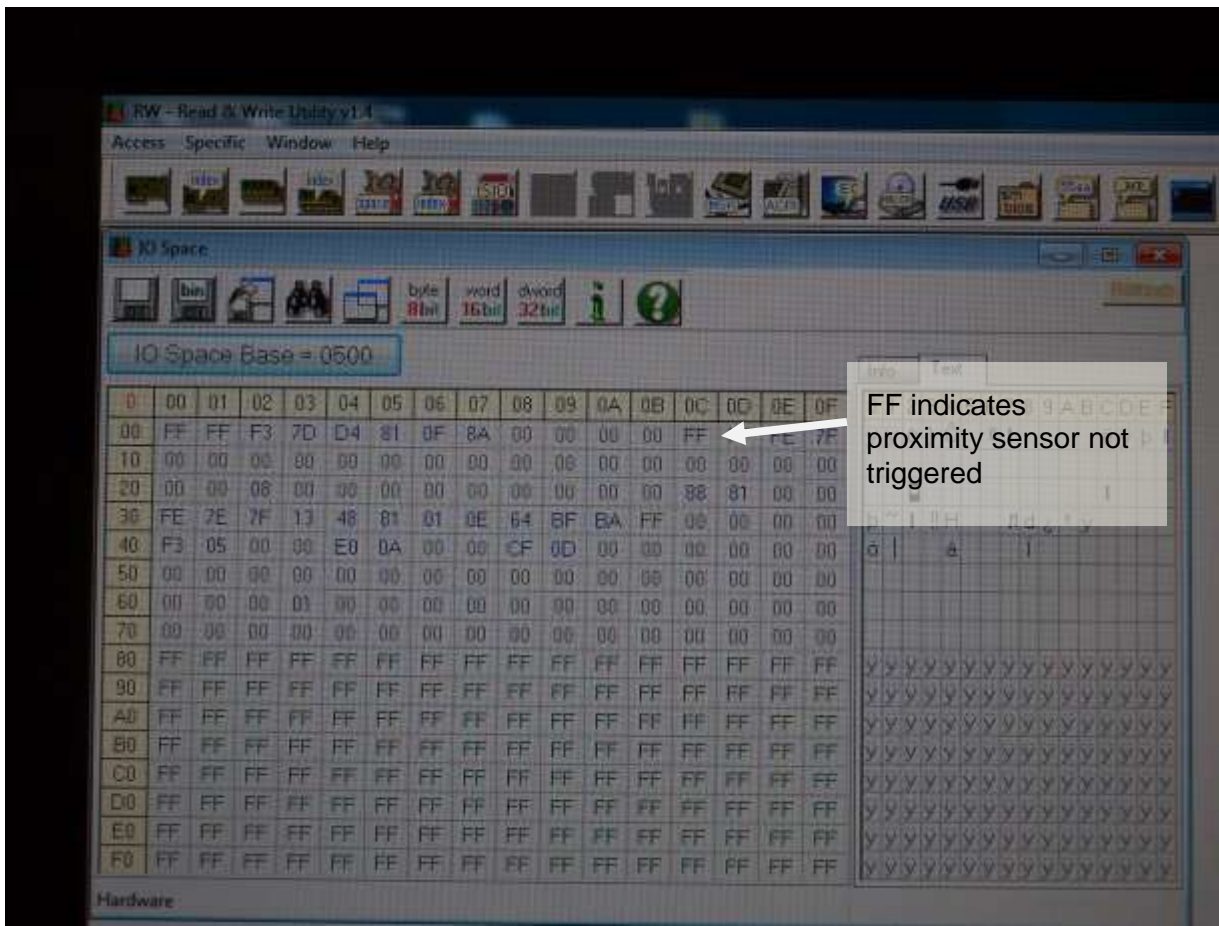 RW - Read & Write Utility v1.4
Access Specific Window Help
IO Space
bin
byte 8bit
word 16bit
dword 32bit
Refresh
IO Space Base = 0500
Info Text
FF indicates
proximity sensor not
triggered
0 00 01 02 03 04 05 06 07 08 09 0A 0B 0C 0D 0E 0F
00 FF FF F3 7D D4 81 0F 8A 00 00 00 00 FF FE 7F
10 00 00 00 00 00 00 00 00 00 00 00 00 00 00 00 00
20 00 00 08 00 00 00 00 00 00 00 00 00 88 81 00 00
30 FE 7E 7F 13 48 81 01 0E 64 BF BA FF 00 00 00 00
40 F3 05 00 00 E0 0A 00 00 CF 0D 00 00 00 00 00 00
50 00 00 00 00 00 00 00 00 00 00 00 00 00 00 00 00
60 00 00 00 01 00 00 00 00 00 00 00 00 00 00 00 00
70 00 00 00 00 00 00 00 00 00 00 00 00 00 00 00 00
80 FF FF FF FF FF FF FF FF FF FF FF FF FF FF FF FF
90 FF FF FF FF FF FF FF FF FF FF FF FF FF FF FF FF
A0 FF FF FF FF FF FF FF FF FF FF FF FF FF FF FF FF
B0 FF FF FF FF FF FF FF FF FF FF FF FF FF FF FF FF
C0 FF FF FF FF FF FF FF FF FF FF FF FF FF FF FF FF
D0 FF FF FF FF FF FF FF FF FF FF FF FF FF FF FF FF
E0 FF FF FF FF FF FF FF FF FF FF FF FF FF FF FF FF
F0 FF FF FF FF FF FF FF FF FF FF FF FF FF FF FF FF
Hardware